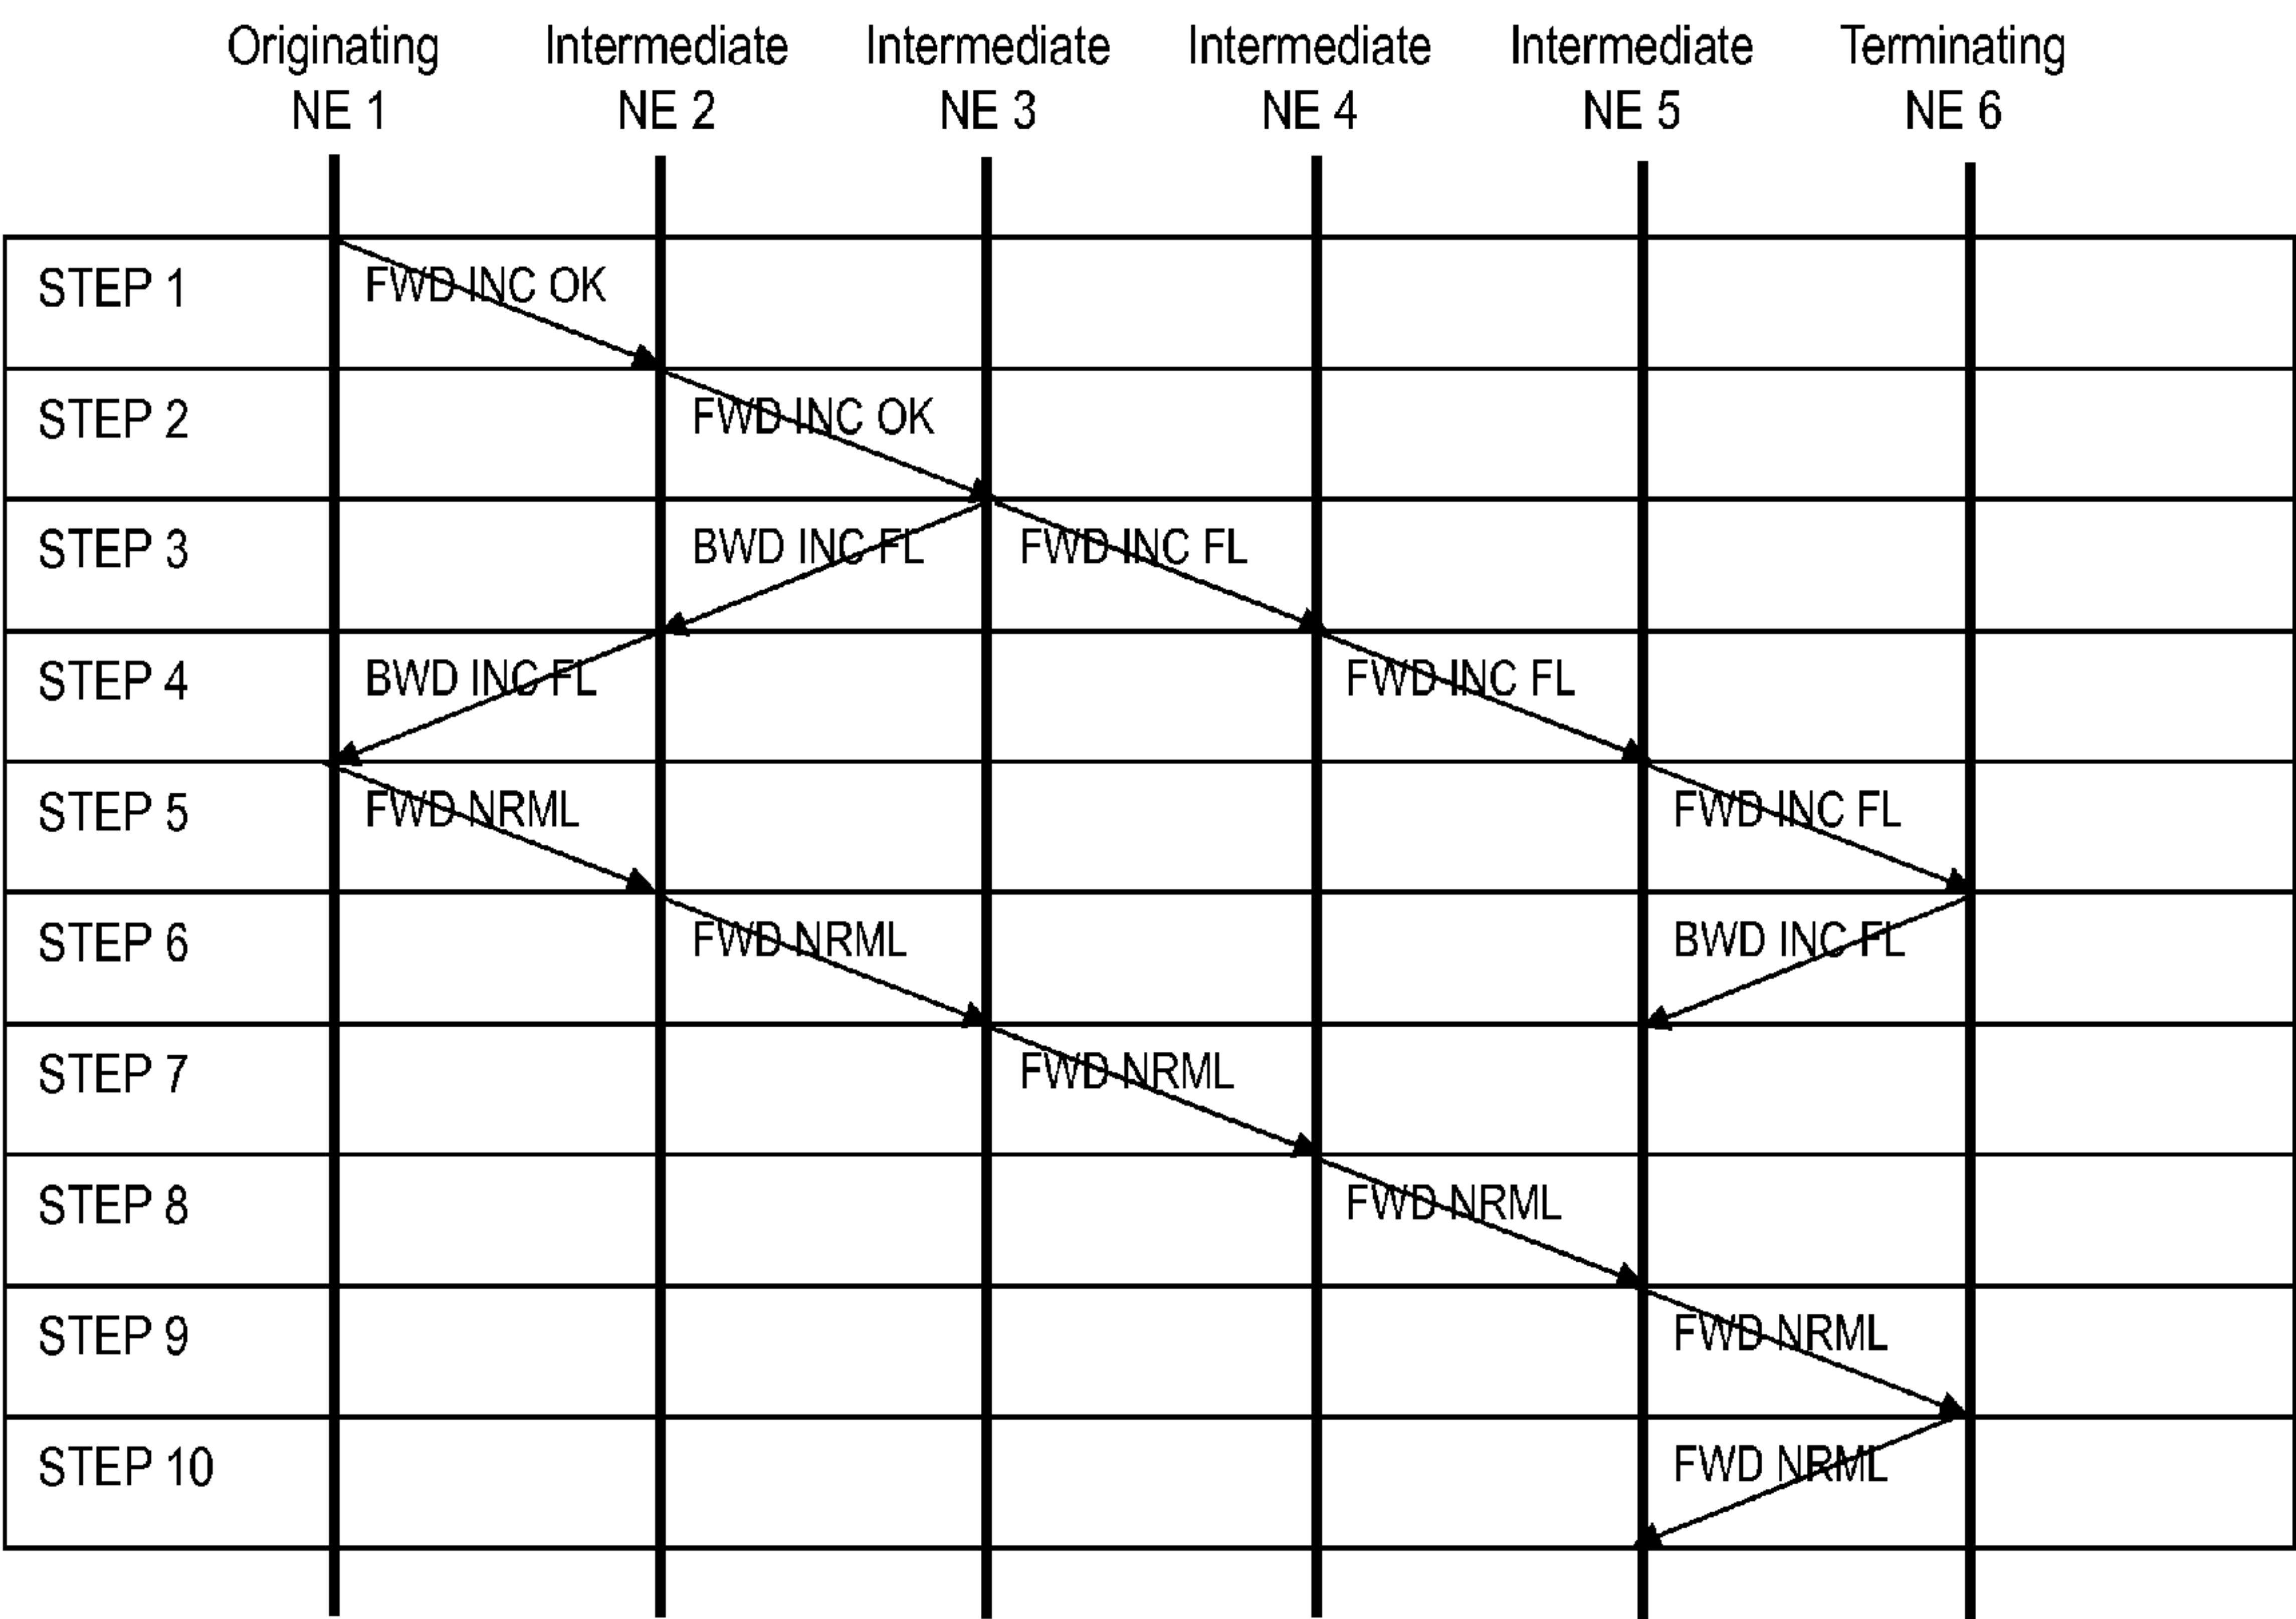 Originating Intermediate Intermediate Intermediate Intermediate Terminating
NE 1 NE 2 NE 3 NE 4 NE 5 NE 6
STEP 1 FWD INC OK
STEP 2 FWD INC OK
STEP 3 BWD INC FL FWD INC FL
STEP 4 BWD INC FL FWD INC FL
STEP 5 FWD NRML FWD INC FL
STEP 6 FWD NRML BWD INC FL
STEP 7 FWD NRML
STEP 8 FWD NRML
STEP 9 FWD NRML
STEP 10 FWD NRML